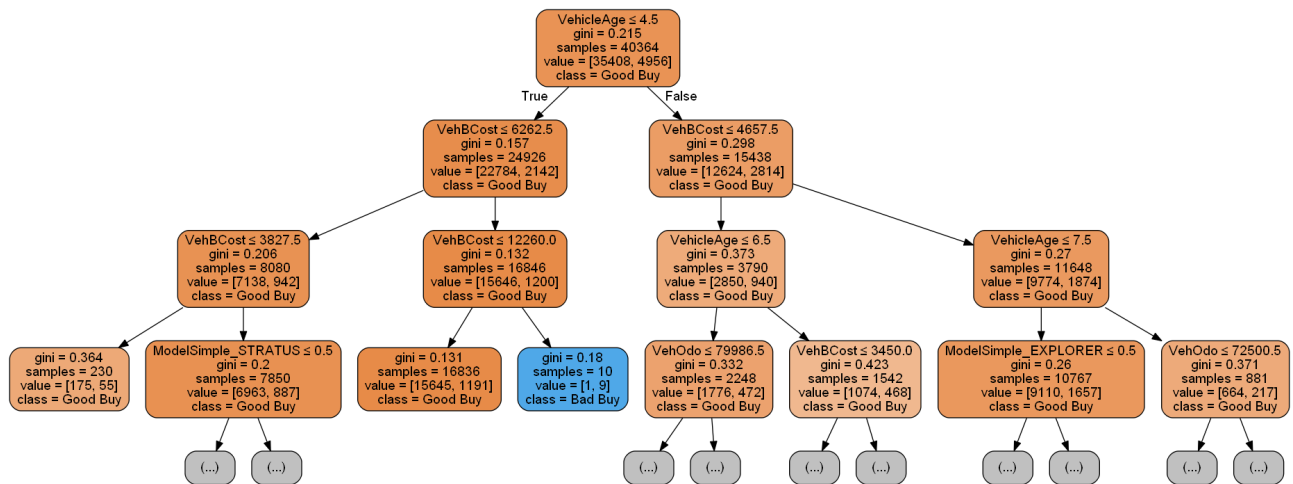 VehicleAge ≤ 4.5
gini = 0.215
samples = 40364
value = [35408, 4956]
class = Good Buy
True
False
VehBCost ≤ 6262.5
gini = 0.157
samples = 24926
value = [22784, 2142]
class = Good Buy
VehBCost ≤ 4657.5
gini = 0.298
samples = 15438
value = [12624, 2814]
class = Good Buy
VehBCost ≤ 3827.5
gini = 0.206
samples = 8080
value = [7138, 942]
class = Good Buy
VehBCost ≤ 12260.0
gini = 0.132
samples = 16846
value = [15646, 1200]
class = Good Buy
VehicleAge ≤ 6.5
gini = 0.373
samples = 3790
value = [2850, 940]
class = Good Buy
VehicleAge ≤ 7.5
gini = 0.27
samples = 11648
value = [9774, 1874]
class = Good Buy
gini = 0.364
samples = 230
value = [175, 55]
class = Good Buy
ModelSimple_STRATUS ≤ 0.5
gini = 0.2
samples = 7850
value = [6963, 887]
class = Good Buy
gini = 0.131
samples = 16836
value = [15645, 1191]
class = Good Buy
gini = 0.18
samples = 10
value = [1, 9]
class = Bad Buy
VehOdo ≤ 79986.5
gini = 0.332
samples = 2248
value = [1776, 472]
class = Good Buy
VehBCost ≤ 3450.0
gini = 0.423
samples = 1542
value = [1074, 468]
class = Good Buy
ModelSimple_EXPLORER ≤ 0.5
gini = 0.26
samples = 10767
value = [9110, 1657]
class = Good Buy
VehOdo ≤ 72500.5
gini = 0.371
samples = 881
value = [664, 217]
class = Good Buy
(...)
(...)
(...)
(...)
(...)
(...)
(...)
(...)
(...)
(...)